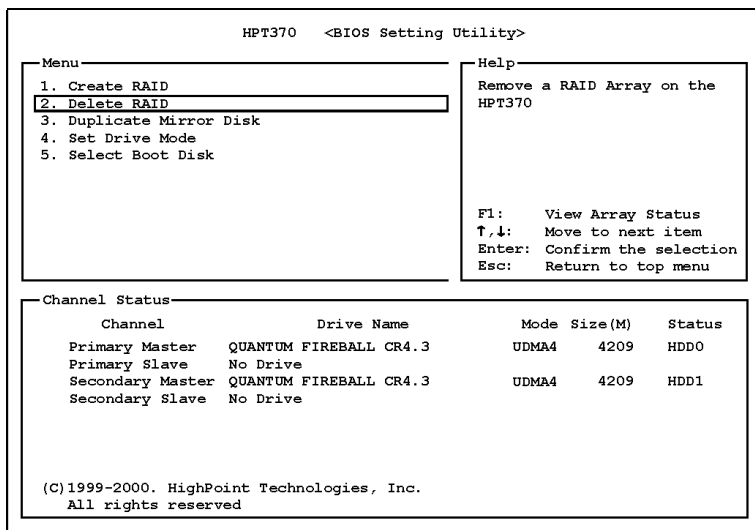 HPT370 <BIOS Setting Utility>
Menu
1. Create RAID
2. Delete RAID
3. Duplicate Mirror Disk
4. Set Drive Mode
5. Select Boot Disk
Help
Remove a RAID Array on the
HPT370
F1: View Array Status
↑,↓: Move to next item
Enter: Confirm the selection
Esc: Return to top menu
Channel Status
Channel Drive Name Mode Size(M) Status
Primary Master QUANTUM FIREBALL CR4.3 UDMA4 4209 HDD0
Primary Slave No Drive
Secondary Master QUANTUM FIREBALL CR4.3 UDMA4 4209 HDD1
Secondary Slave No Drive
(C)1999-2000. HighPoint Technologies, Inc.
All rights reserved